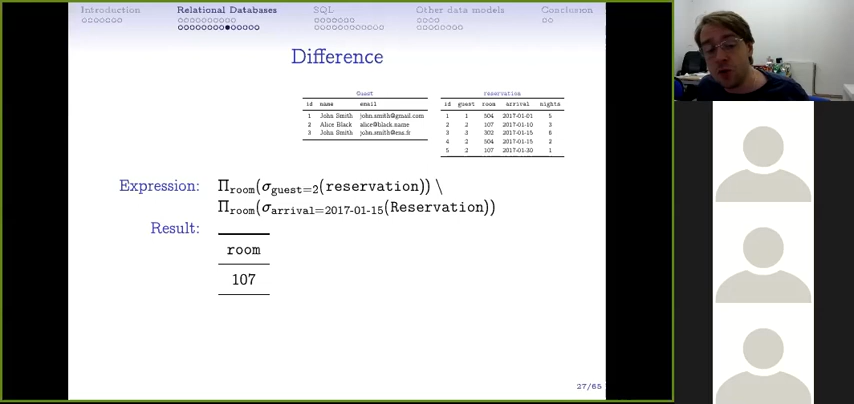 Introduction Relational Databases SQL Other data models Conclusion
Difference
Guest
id name email
1 John Smith john.smith@gmail.com
2 Alice Black alice@black.name
3 John Smith john.smith@ens.fr
reservation
id guest room arrival nights
1 1 504 2017-01-01 5
2 2 107 2017-01-10 3
3 3 302 2017-01-15 6
4 2 504 2017-01-15 2
5 2 107 2017-01-30 1
Expression: Πroom(σguest=2(reservation)) \
Πroom(σarrival=2017-01-15(Reservation))
Result:
room
107
27/65